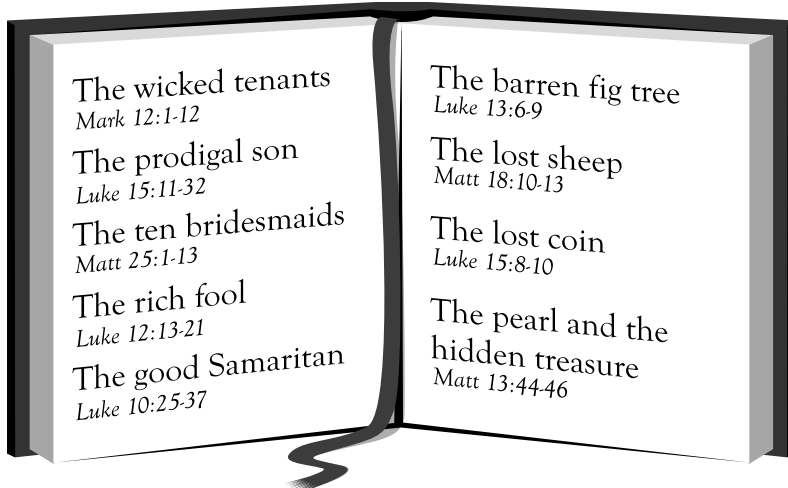 The wicked tenants
Mark 12:1-12
The prodigal son
Luke 15:11-32
The ten bridesmaids
Matt 25:1-13
The rich fool
Luke 12:13-21
The good Samaritan
Luke 10:25-37
The barren fig tree
Luke 13:6-9
The lost sheep
Matt 18:10-13
The lost coin
Luke 15:8-10
The pearl and the
hidden treasure
Matt 13:44-46